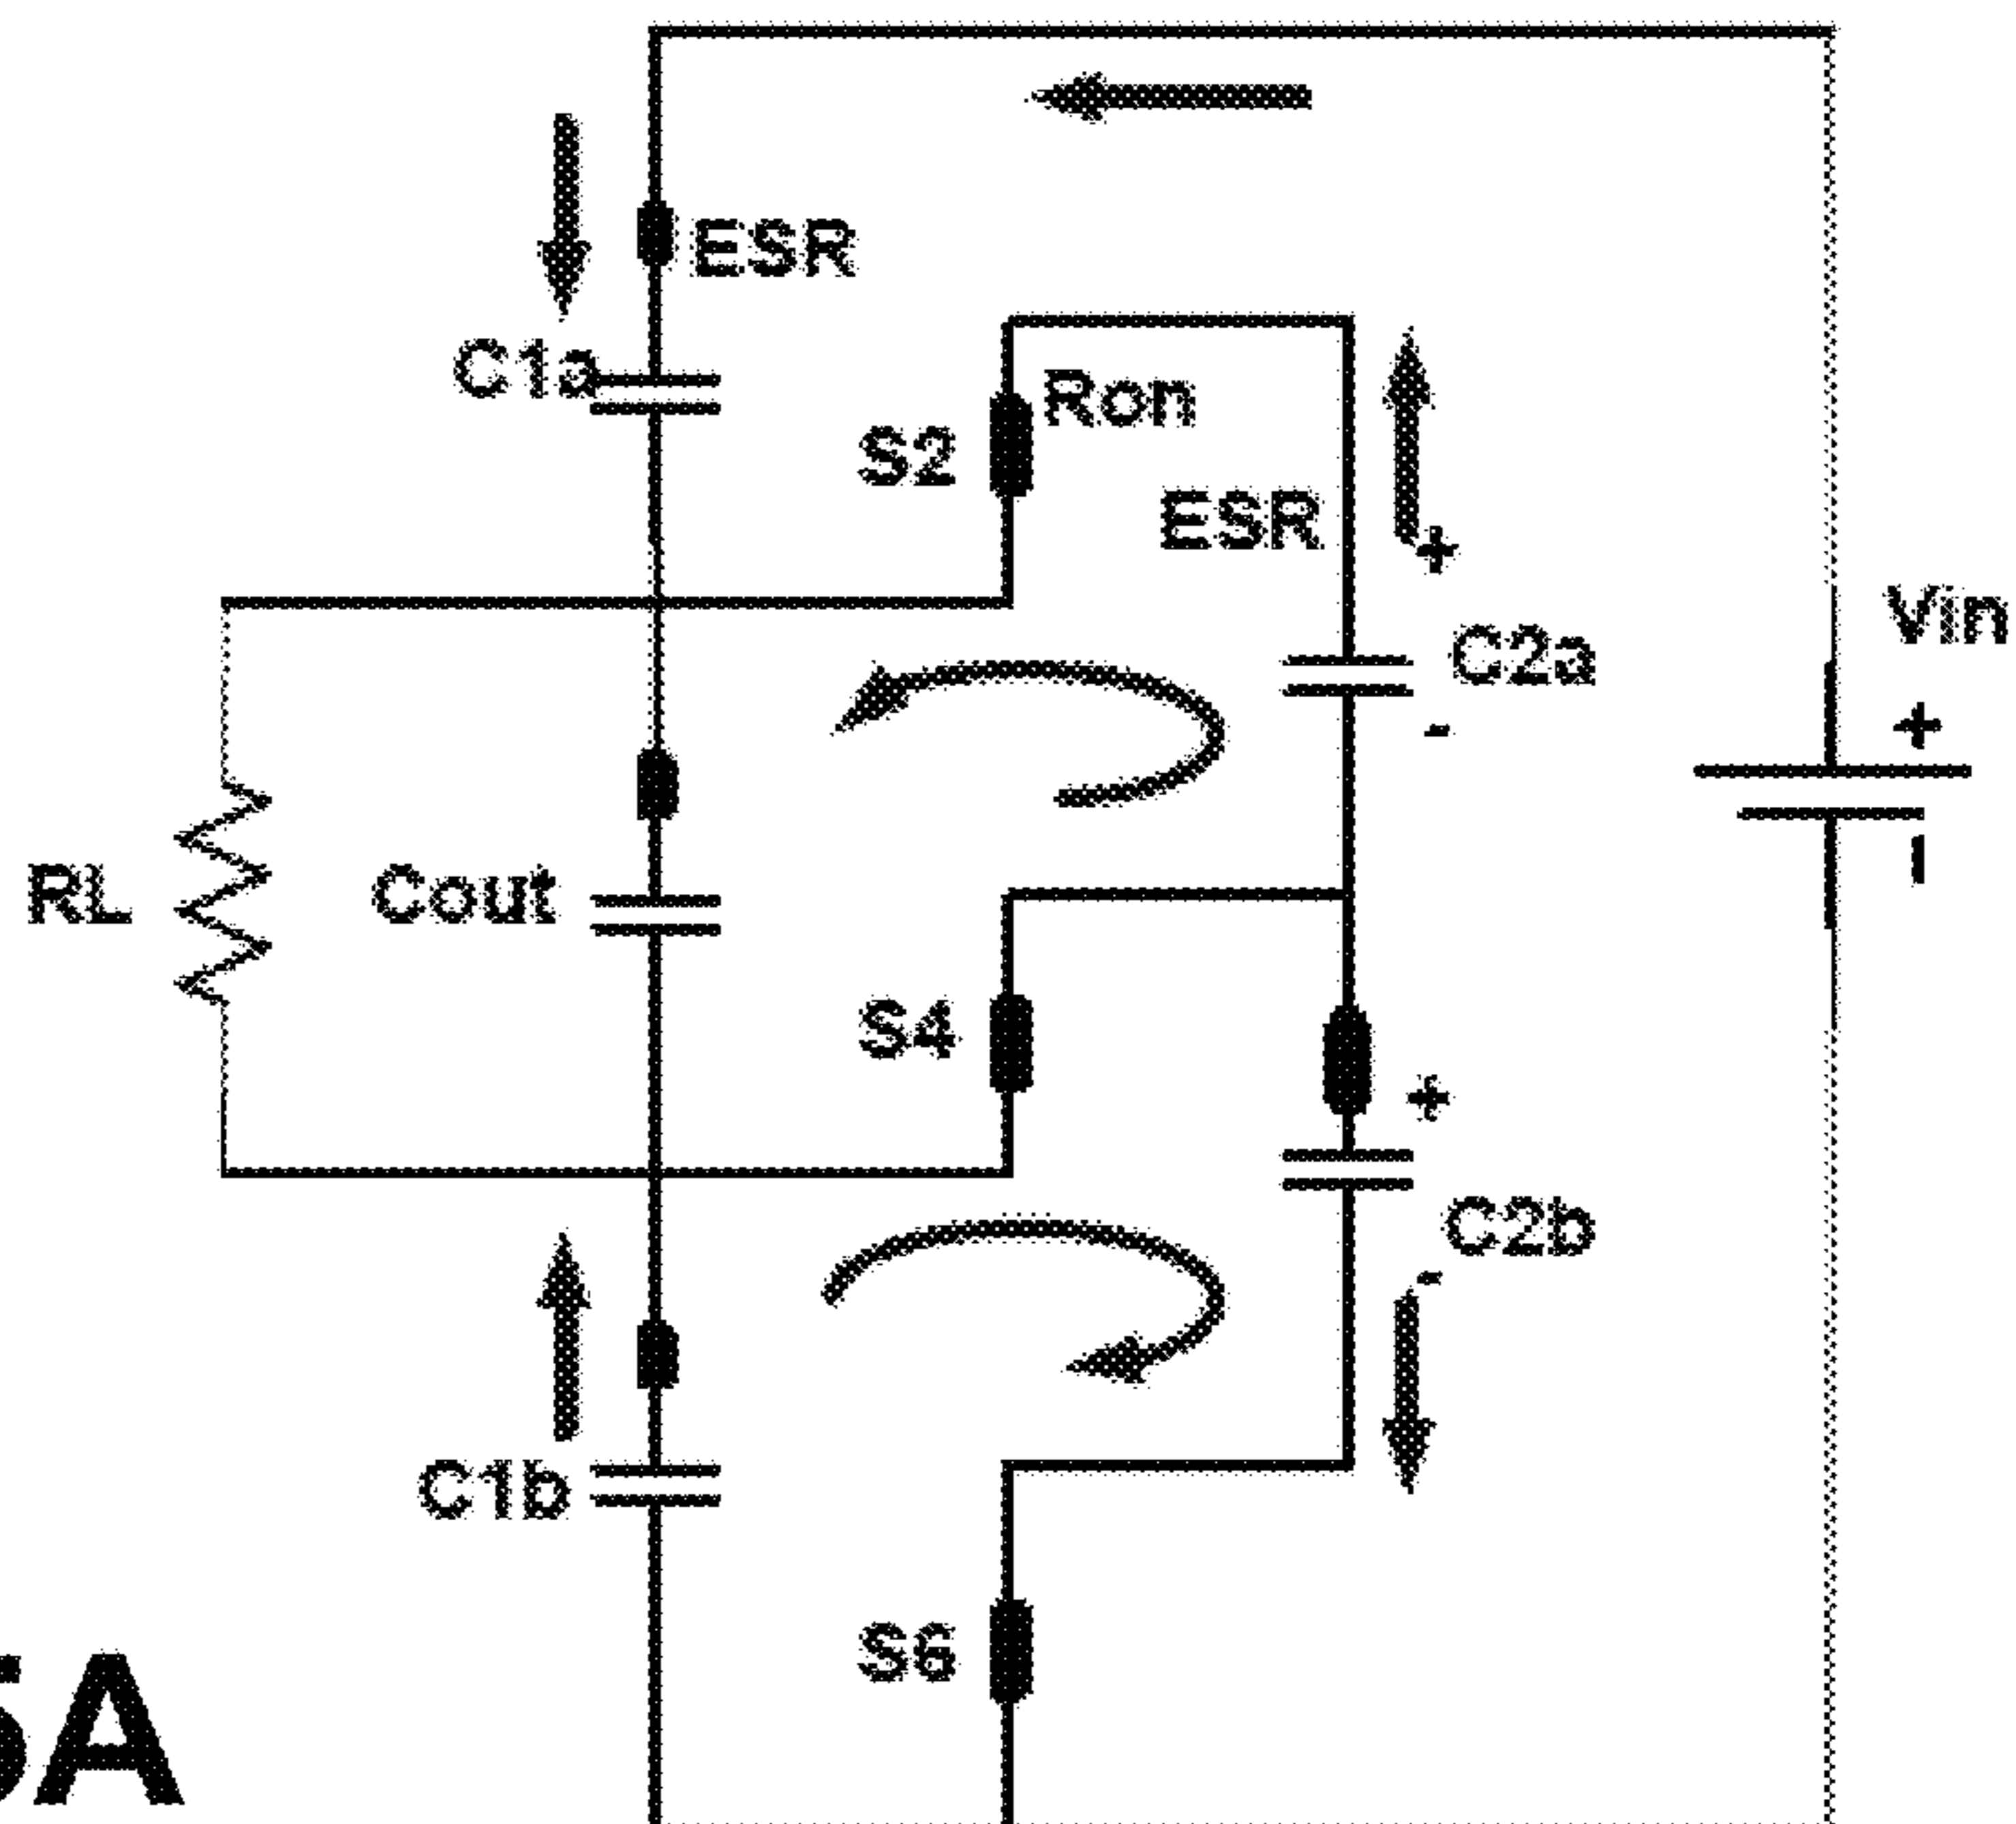 ESR
C1a
Ron
S2
ESR
+
Vin
C2a
+
-
RL
Cout
S4
+
C2b
-
C1b
S6
5A